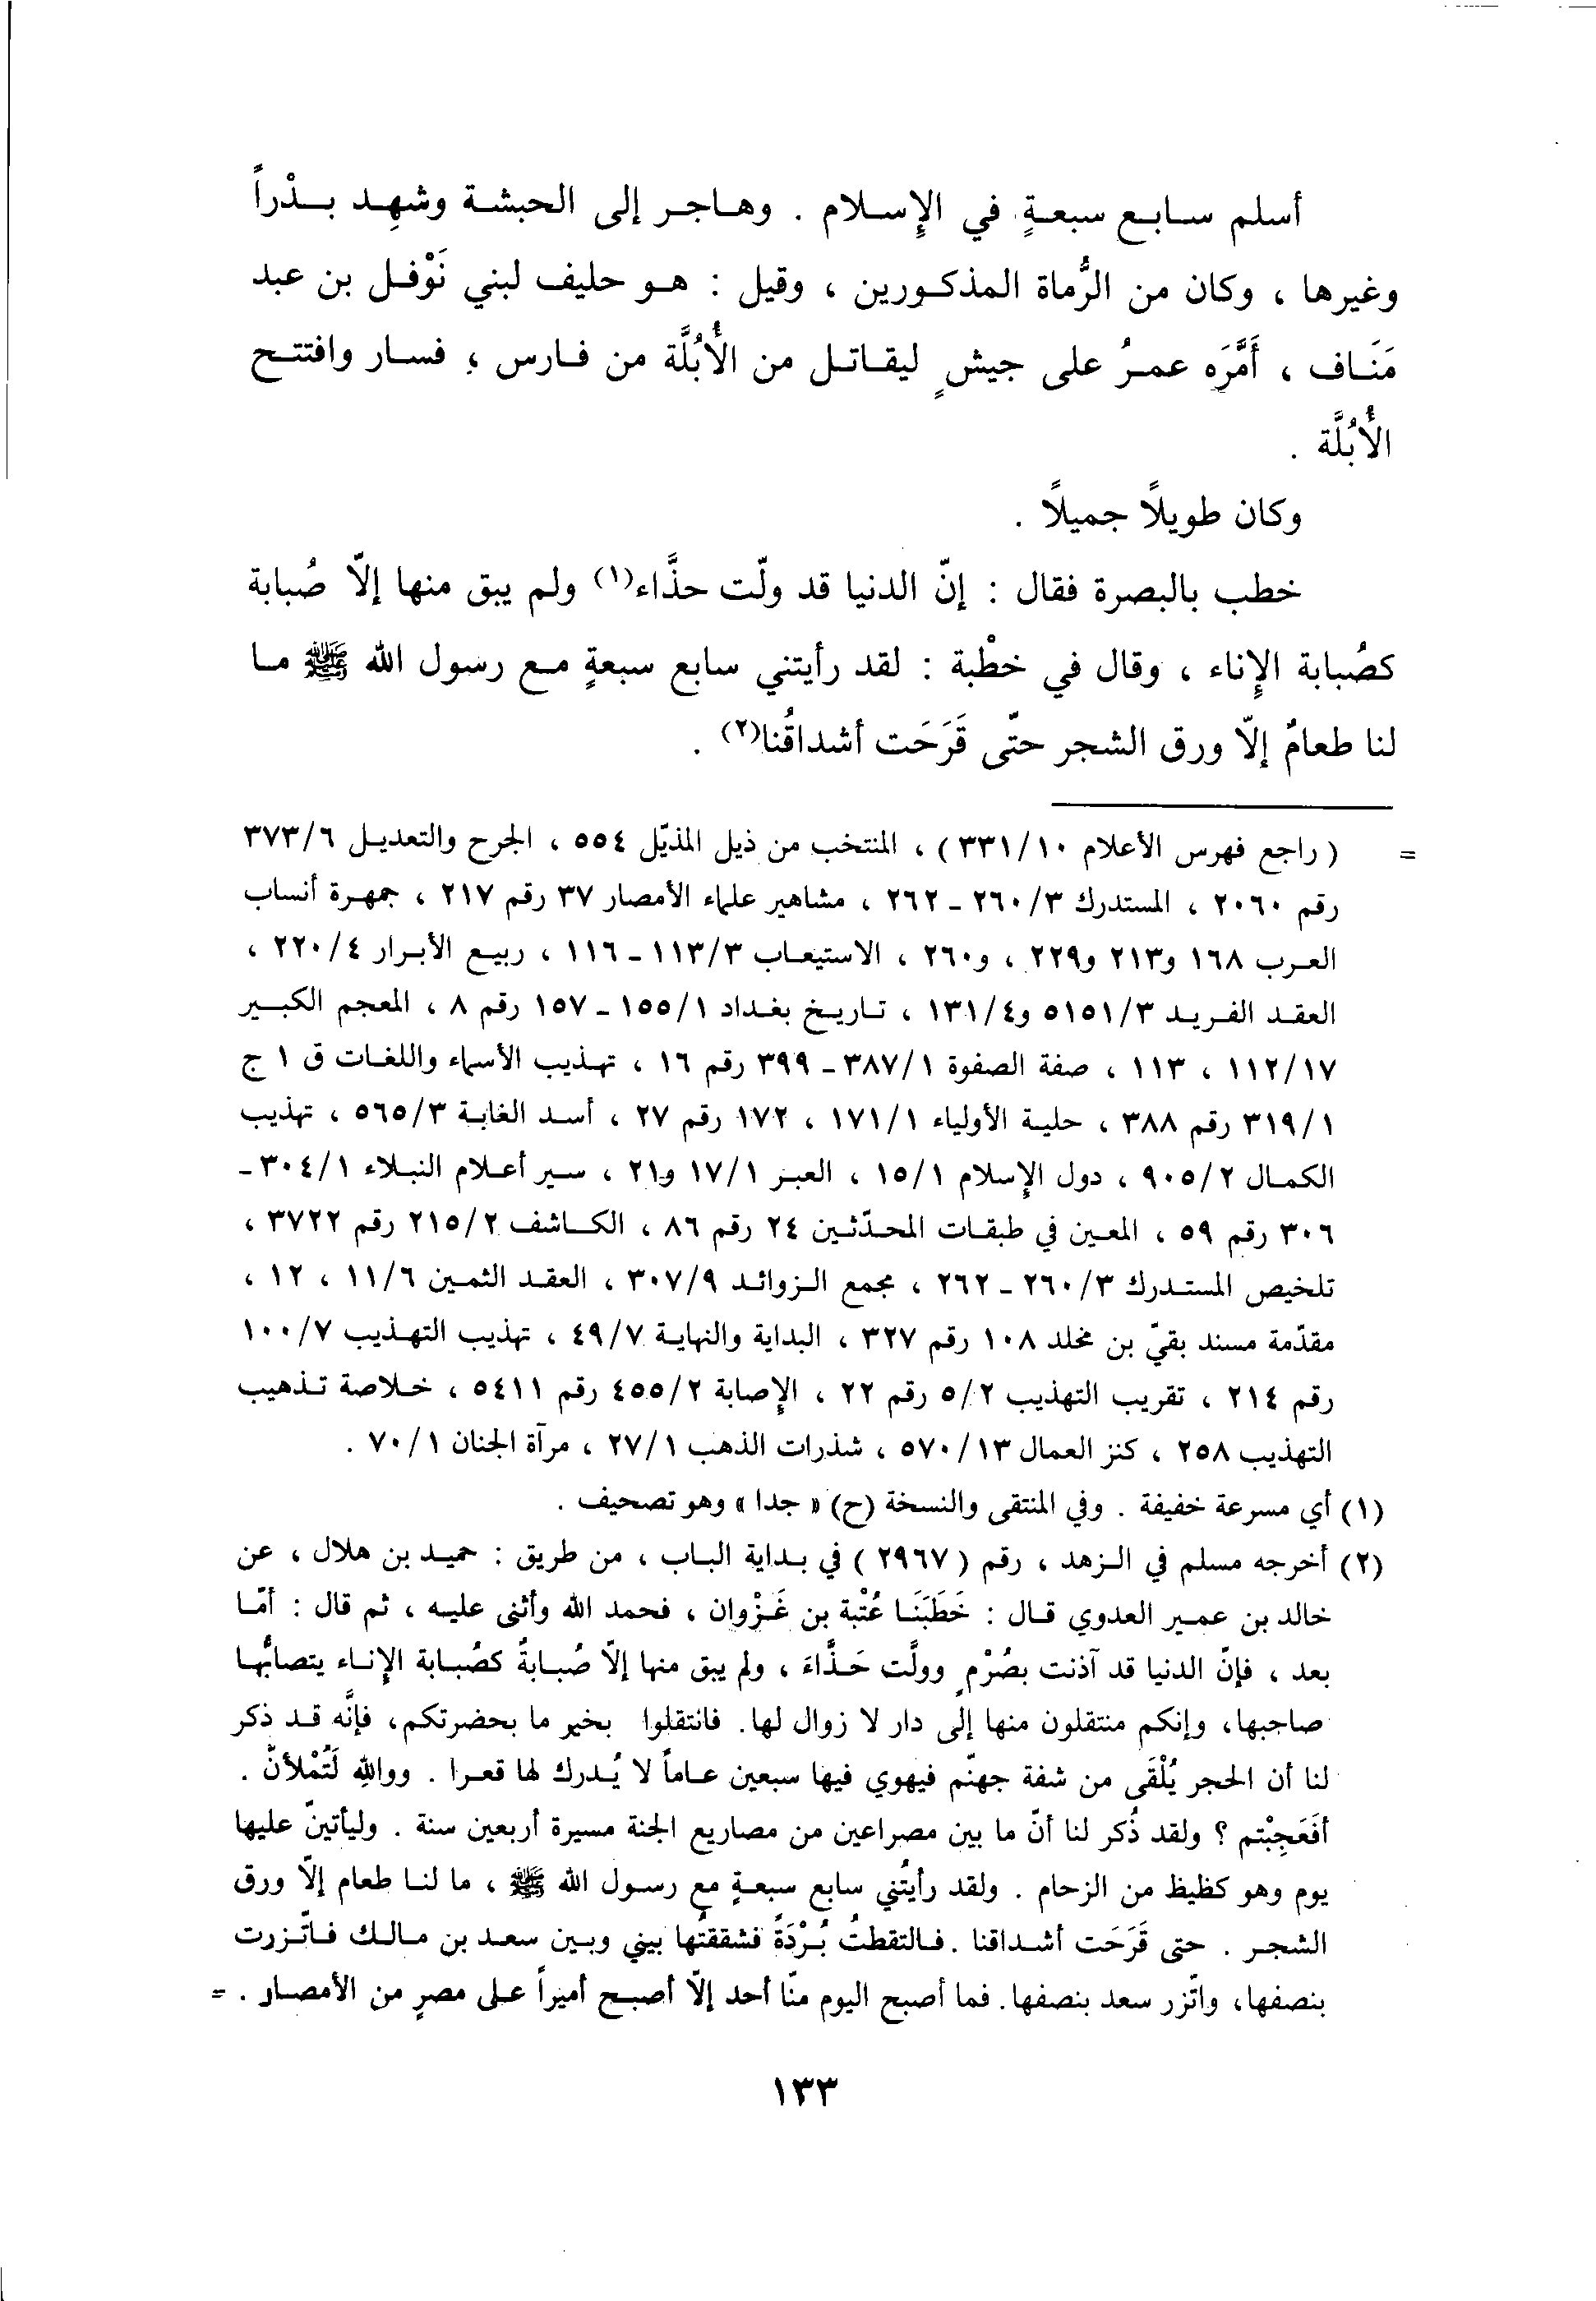 أسلم سابع سبعةٍ في الإسلام . وهاجر إلى الحبشة وشهِد بدْراً
وغيرها ، وكان من الرُّماة المذكورين ، وقيل : هو حليف لبني نَوْفل بن عبد
مَنَاف ، أَمَّرَه عمرُ على جيشٍ ليقاتل من الأُبُلَّة من فارس ؛ فسار وافتتح
الأُبُلَّة .
وكان طويلاً جميلاً .
خطب بالبصرة فقال : إنّ الدنيا قد ولّت حذَّاء(١) ولم يبق منها إلاّ صُبابة
كصُبابة الإناء ، وقال في خطْبة : لقد رأيتني سابع سبعةٍ مع رسول الله ﷺ ما
لنا طعامٌ إلاّ ورق الشجر حتّى قَرَحَت أشداقُنا(٢) .
= ( راجع فهرس الأعلام ٣٣١/١٠ ) ، المنتخب من ذيل المذيّل ٥٥٤ ، الجرح والتعديل ٣٧٣/٦
رقم ٢٠٦٠ ، المستدرك ٢٦٠/٣ - ٢٦٢ ، مشاهير علماء الأمصار ٣٧ رقم ٢١٧ ، جمهرة أنساب
العرب ١٦٨ و٢١٣ و٢٢٩ ، و٢٦٠ ، الاستيعاب ١١٣/٣ - ١١٦ ، ربيع الأبرار ٢٢٠/٤ ،
العقد الفريد ٥١٥١/٣ و١٣١/٤ ، تاريخ بغداد ١٥٥/١ - ١٥٧ رقم ٨ ، المعجم الكبير
١١٢/١٧ ، ١١٣ ، صفة الصفوة ٣٨٧/١ - ٣٩٩ رقم ١٦ ، تهذيب الأسماء واللغات ق ١ ج
٣١٩/١ رقم ٣٨٨ ، حلية الأولياء ١٧١/١ ، ١٧٢ رقم ٢٧ ، أسد الغابة ٥٦٥/٣ ، تهذيب
الكمال ٩٠٥/٢ ، دول الإسلام ١٥/١ ، العبر ١٧/١ و٢١ ، سير أعلام النبلاء ٣٠٤/١ -
٣٠٦ رقم ٥٩ ، المعين في طبقات المحدّثين ٢٤ رقم ٨٦ ، الكاشف ٢١٥/٢ رقم ٣٧٢٢ ،
تلخيص المستدرك ٢٦٠/٣ - ٢٦٢ ، مجمع الزوائد ٣٠٧/٩ ، العقد الثمين ١١/٦ ، ١٢ ،
مقدّمة مسند بقيّ بن مخلد ١٠٨ رقم ٣٢٧ ، البداية والنهاية ٤٩/٧ ، تهذيب التهذيب ١٠٠/٧
رقم ٢١٤ ، تقريب التهذيب ٥/٢ رقم ٢٢ ، الإصابة ٤٥٥/٢ رقم ٥٤١١ ، خلاصة تذهيب
التهذيب ٢٥٨ ، كنز العمال ٥٧٠/١٣ ، شذرات الذهب ٢٧/١ ، مرآة الجنان ٧٠/١ .
(١) أي مسرعة خفيفة . وفي المنتقى والنسخة (ح) « جدا » وهو تصحيف .
(٢) أخرجه مسلم في الزهد ، رقم ( ٢٩٦٧ ) في بداية الباب ، من طريق : حميد بن هلال ، عن
خالد بن عمير العدوي قال : خَطَبَنَا عُتْبة بن غَزْوان ، فحمد الله وأثنى عليه ، ثم قال : أمّا
بعد ، فإنّ الدنيا قد آذنت بصُرْمٍ وولَّت حَذَّاءَ ، ولم يبق منها إلاّ صُبابةً كصُبابة الإناء يتصابُّها
صاحبها، وإنكم منتقلون منها إلى دار لا زوال لها. فانتقلوا بخير ما بحضرتكم، فإنَّه قد ذكر
لنا أن الحجر يُلْقَى من شفة جهنّم فيهوي فيها سبعين عاماً لا يُدرك لها قعرا . ووالله لَتُمْلأنّ .
أفَعَجِبْتم ؟ ولقد ذُكر لنا أنّ ما بين مصراعين من مصاريع الجنة مسيرة أربعين سنة . وليأتينّ عليها
يوم وهو كظيظ من الزحام . ولقد رأيتُني سابع سبعةٍ مع رسول الله ﷺ ، ما لنا طعام إلاّ ورق
الشجر . حتى قَرَحَت أشداقنا . فالتقطتُ بُرْدَةً فشققتُها بيني وبين سعد بن مالك فاتّزرت
بنصفها، واتّزر سعد بنصفها. فما أصبح اليوم منّا أحد إلاّ أصبح أميراً على مصرٍ من الأمصار . =
١٣٣